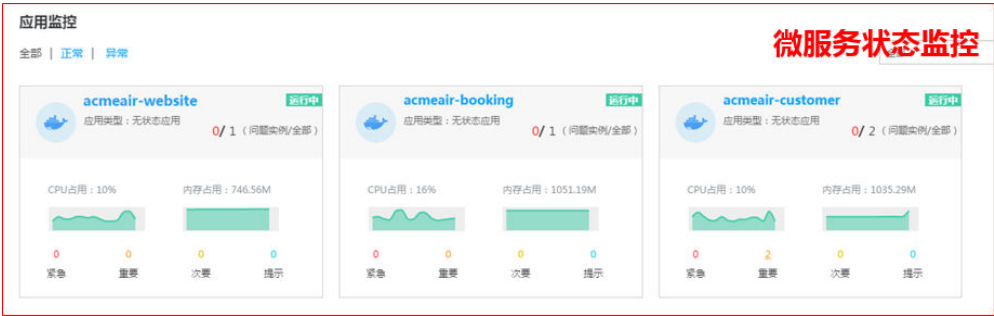 应用监控
全部 | 正常 | 异常
微服务状态监控
acmeair-website
运行中
应用类型：无状态应用
0/ 1（问题实例/全部）
CPU占用：10%
内存占用：746.56M
0 0 0 0
紧急 重要 次要 提示
acmeair-booking
运行中
应用类型：无状态应用
0/ 1（问题实例/全部）
CPU占用：16%
内存占用：1051.19M
0 0 0 0
紧急 重要 次要 提示
acmeair-customer
运行中
应用类型：无状态应用
0/ 2（问题实例/全部）
CPU占用：10%
内存占用：1035.29M
0 2 0 0
紧急 重要 次要 提示